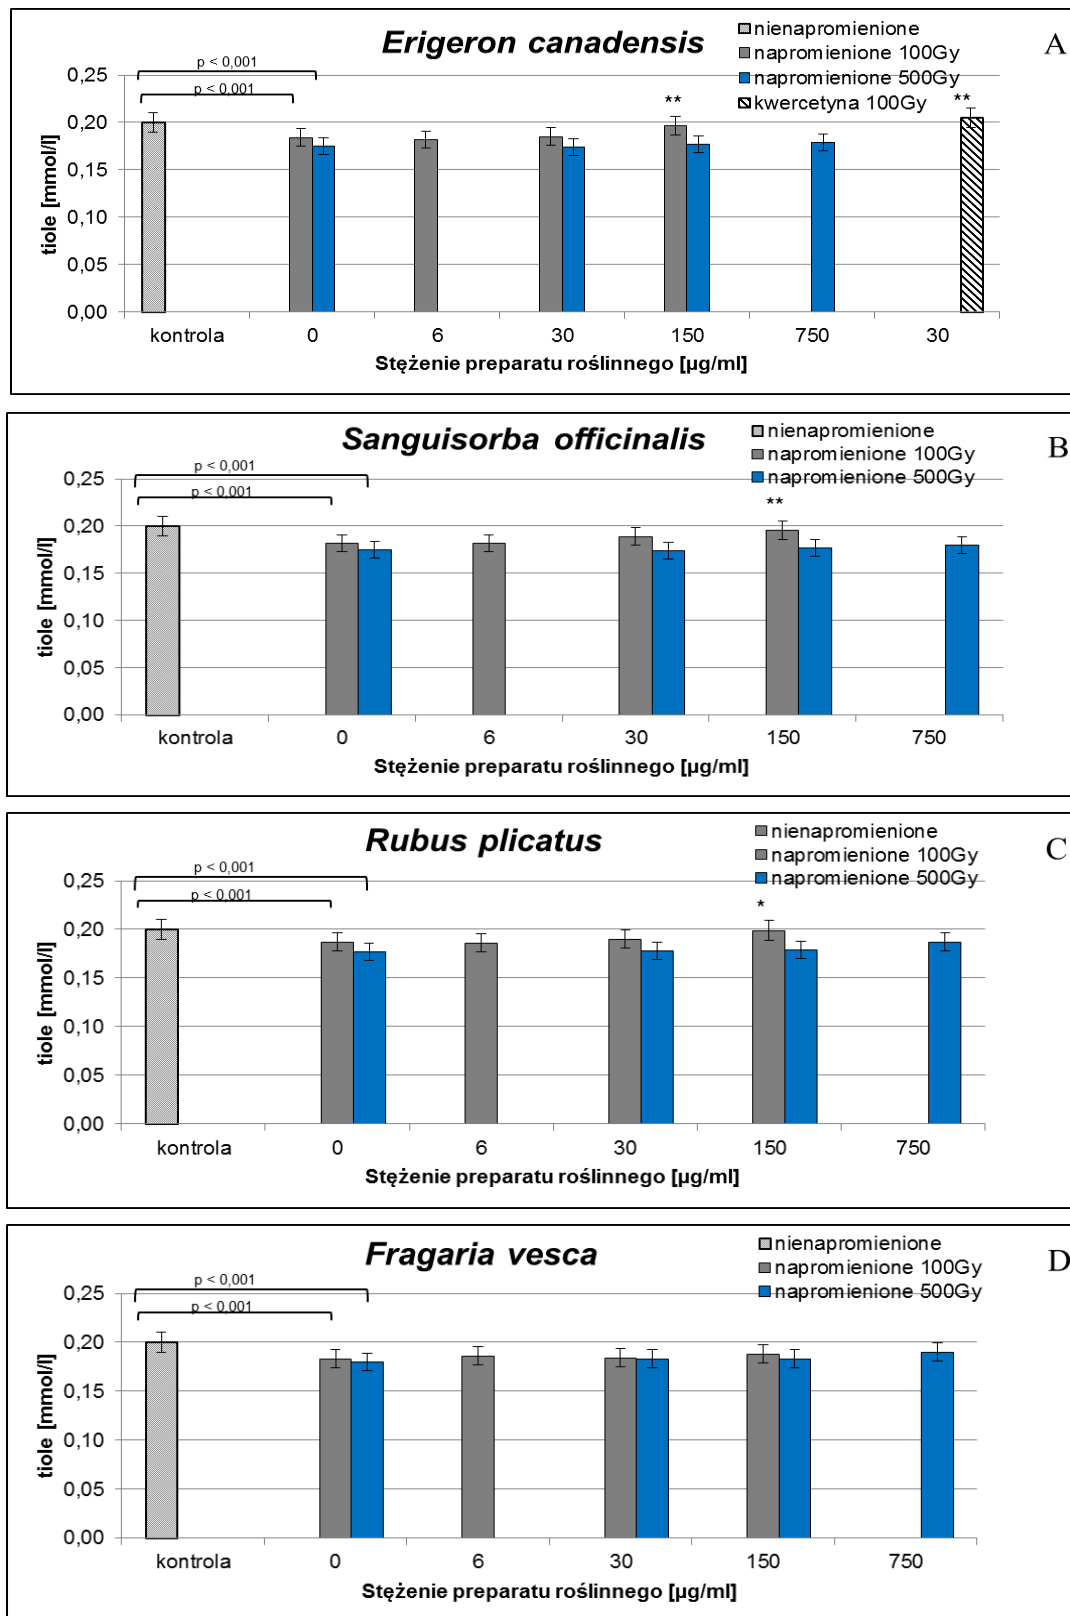 Erigeron canadensis
A
nienapromienione
napromienione 100Gy
napromienione 500Gy
kwercetyna 100Gy
p < 0,001
p < 0,001
**
**
0,25
0,20
0,15
0,10
0,05
0,00
tiole [mmol/l]
kontrola 0 6 30 150 750 30
Stężenie preparatu roślinnego [µg/ml]
Sanguisorba officinalis
B
nienapromienione
napromienione 100Gy
napromienione 500Gy
p < 0,001
p < 0,001
**
0,25
0,20
0,15
0,10
0,05
0,00
tiole [mmol/l]
kontrola 0 6 30 150 750
Stężenie preparatu roślinnego [µg/ml]
Rubus plicatus
C
nienapromienione
napromienione 100Gy
napromienione 500Gy
p < 0,001
p < 0,001
*
0,25
0,20
0,15
0,10
0,05
0,00
tiole [mmol/l]
kontrola 0 6 30 150 750
Stężenie preparatu roślinnego [µg/ml]
Fragaria vesca
D
nienapromienione
napromienione 100Gy
napromienione 500Gy
p < 0,001
p < 0,001
0,25
0,20
0,15
0,10
0,05
0,00
tiole [mmol/l]
kontrola 0 6 30 150 750
Stężenie preparatu roślinnego [µg/ml]